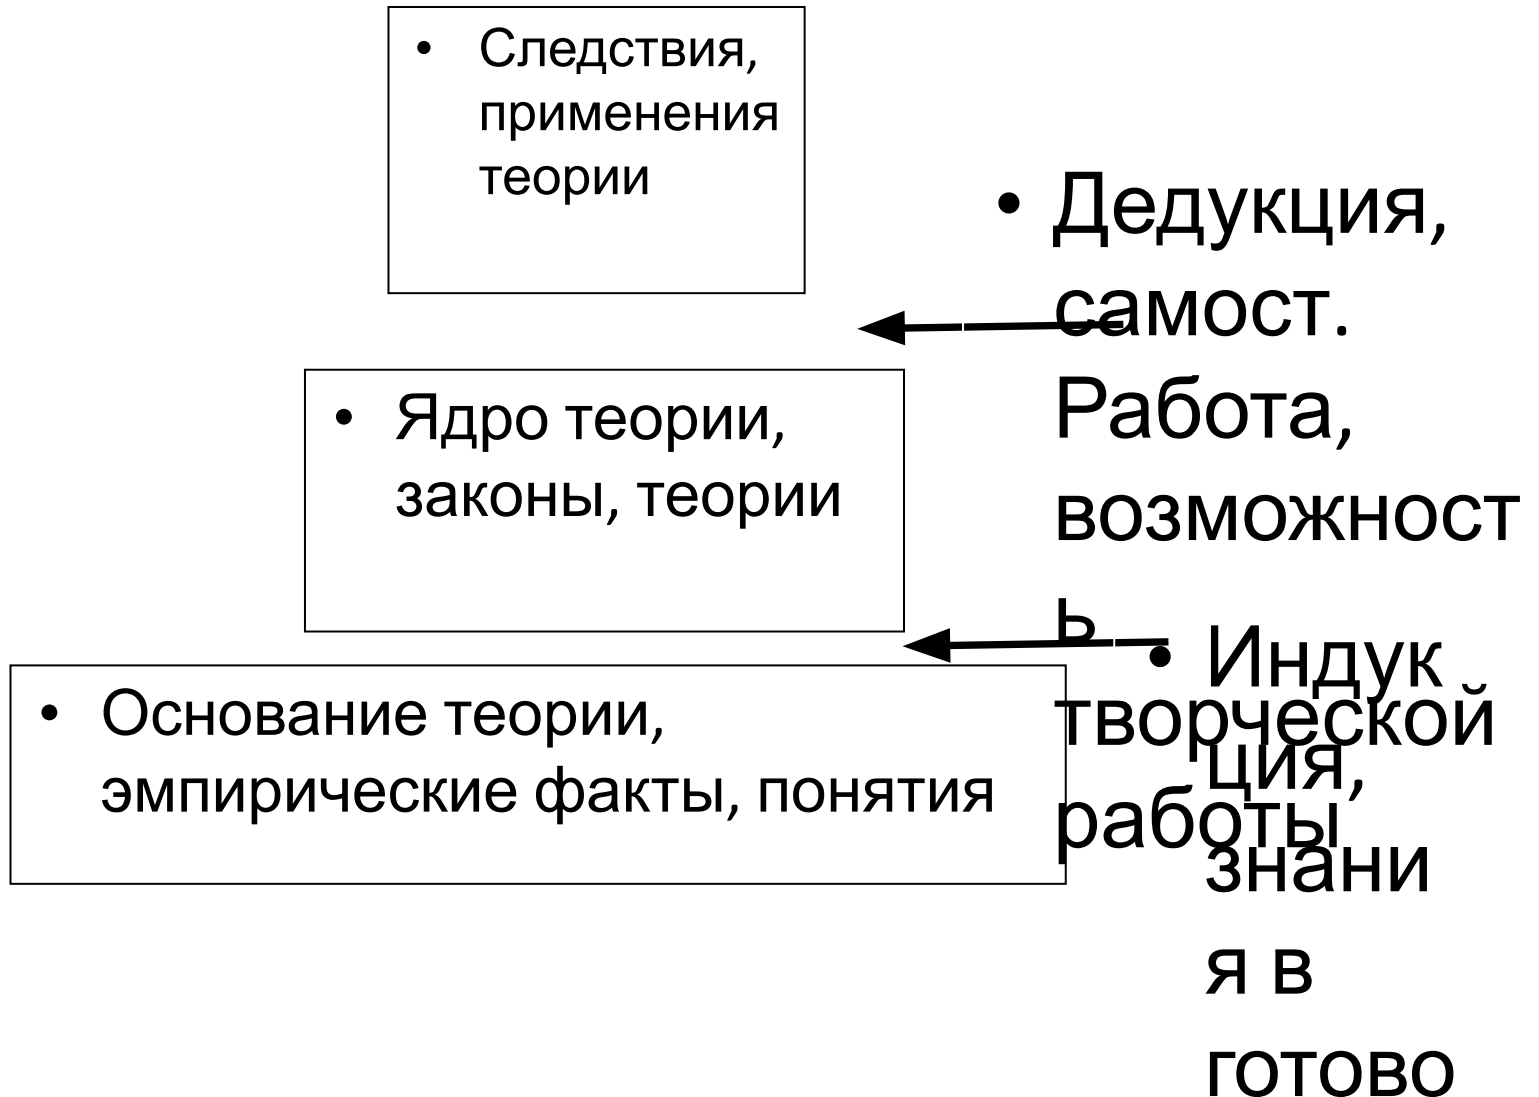 Следствия,
применения
теории
Дедукция,
самост.
Работа,
возможност
ь
творческой
работы
Ядро теории,
законы, теории
Основание теории,
эмпирические факты, понятия
Индук
ция,
знани
я в
готово